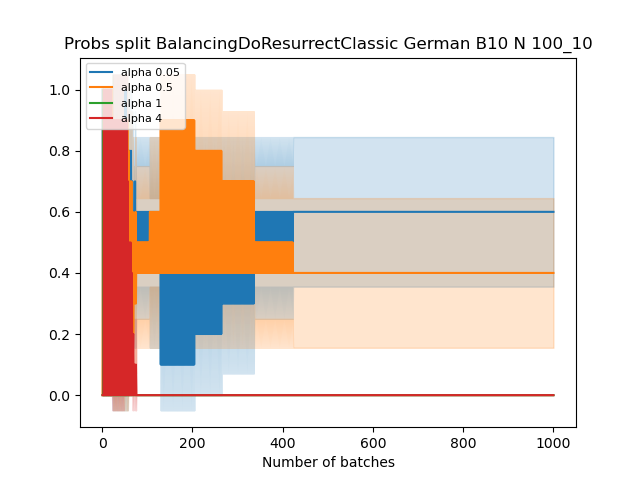 Probs split BalancingDoResurrectClassic German B10 N 100_10
alpha 0.05
alpha 0.5
alpha 1
alpha 4
1.0
0.8
0.6
0.4
0.2
0.0
0 200 400 600 800 1000
Number of batches